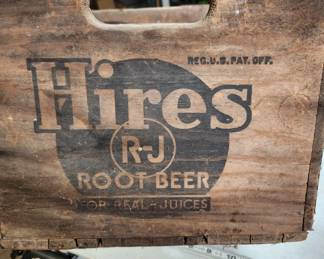 REG.U.S.PAT.OFF.
Hires
R-J
ROOT BEER
FOR REAL-JUICES